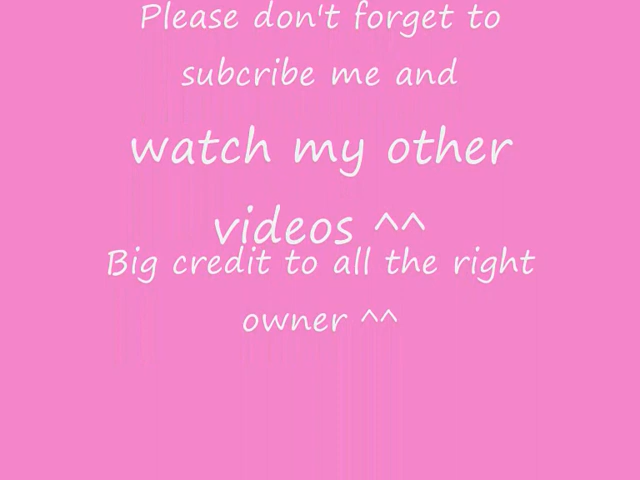 Please don't forget to
subcribe me and
watch my other
videos ^^
Big credit to all the right
owner ^^